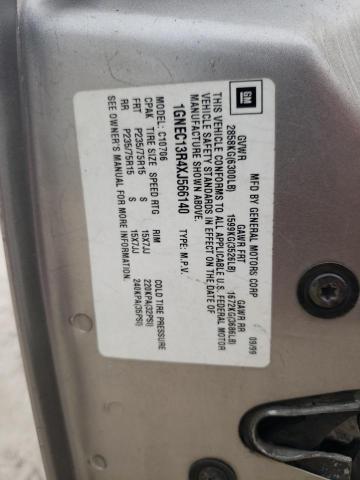 GM
MFD BY GENERAL MOTORS CORP
09/99
GVWR
GAWR FRT
GAWR RR
2858KG(6300LB)
1599KG(3526LB)
1672KG(3686LB)
THIS VEHICLE CONFORMS TO ALL APPLICABLE U.S. FEDERAL MOTOR
VEHICLE SAFETY STANDARDS IN EFFECT ON THE DATE OF
MANUFACTURE SHOWN ABOVE.
1GNEC13R4XJ566140
TYPE: M.P.V.
MODEL: C10706
CPAK
TIRE SIZE
SPEED RTG
RIM
COLD TIRE PRESSURE
FRT
P235/75R15
S
15X7JJ
220KPA(32PSI)
RR
P235/75R15
S
15X7JJ
240KPA(35PSI)
SEE OWNER'S MANUAL FOR MORE INFORMATION